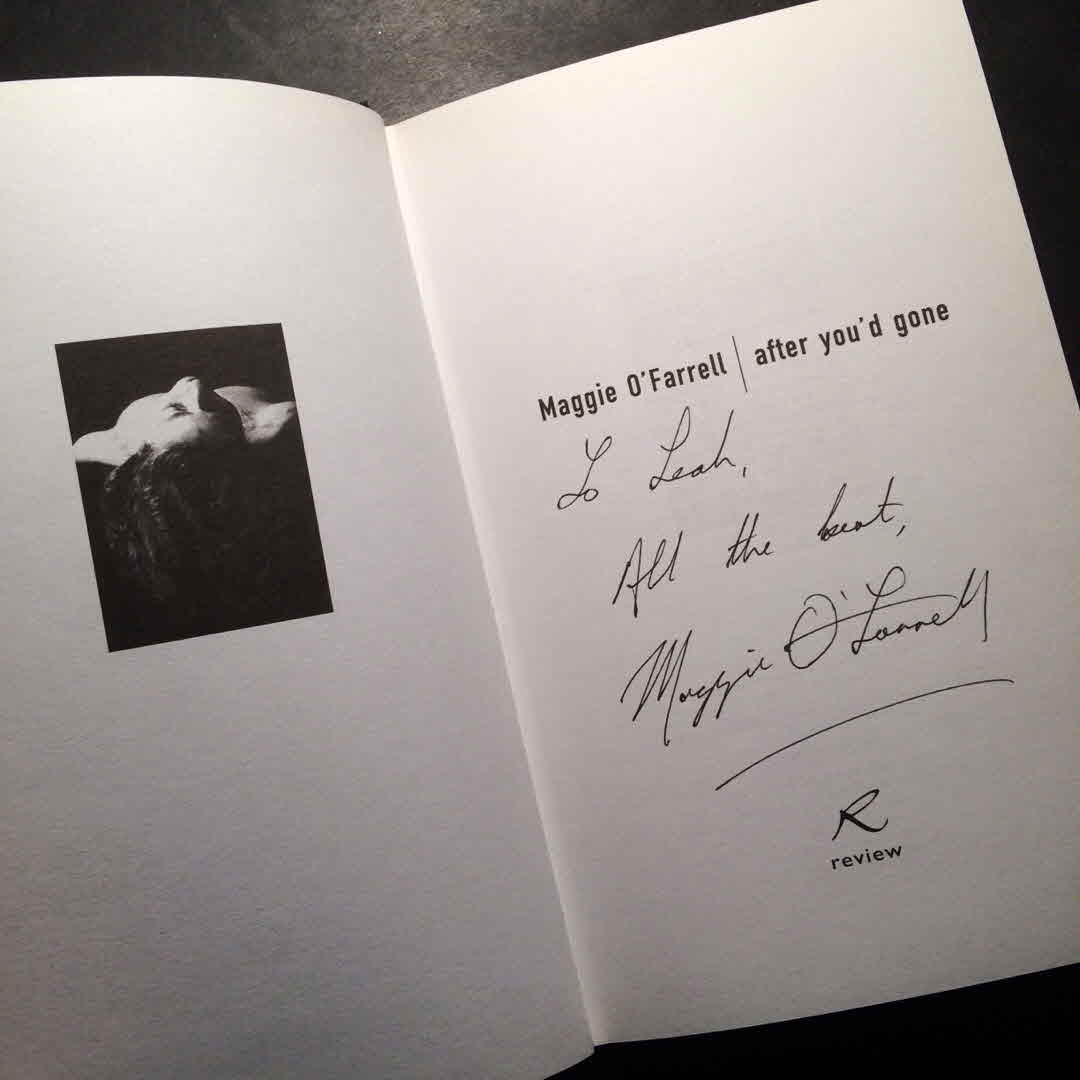 Maggie O'Farrell | after you'd gone
To Leah,
All the best,
Maggie O'Farrell
R
review